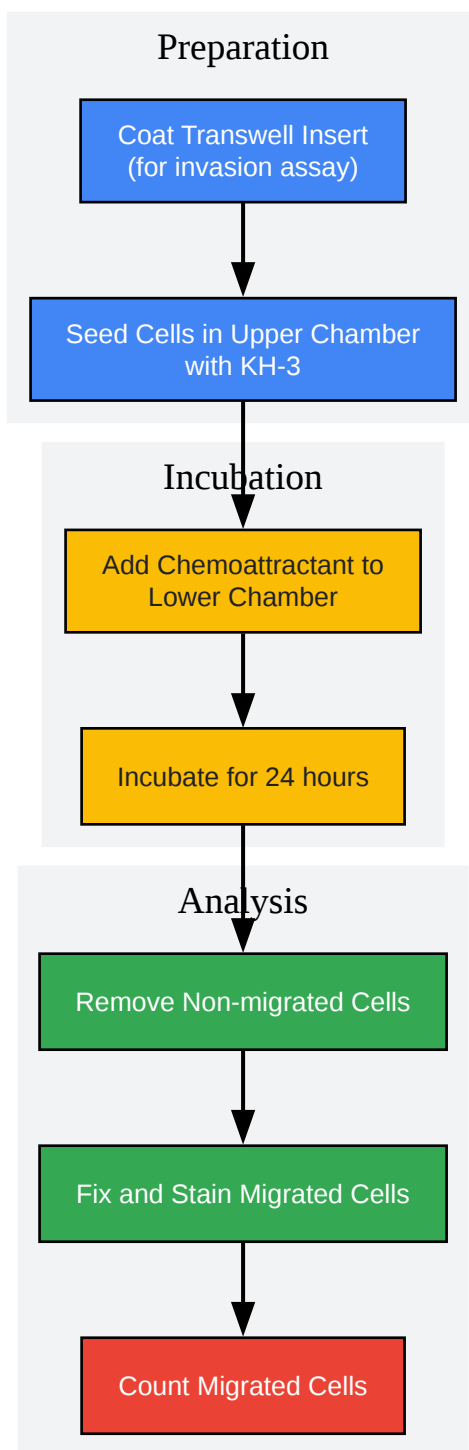 Preparation
Coat Transwell Insert
(for invasion assay)
Seed Cells in Upper Chamber
with KH-3
Incubation
Add Chemoattractant to
Lower Chamber
Incubate for 24 hours
Analysis
Remove Non-migrated Cells
Fix and Stain Migrated Cells
Count Migrated Cells